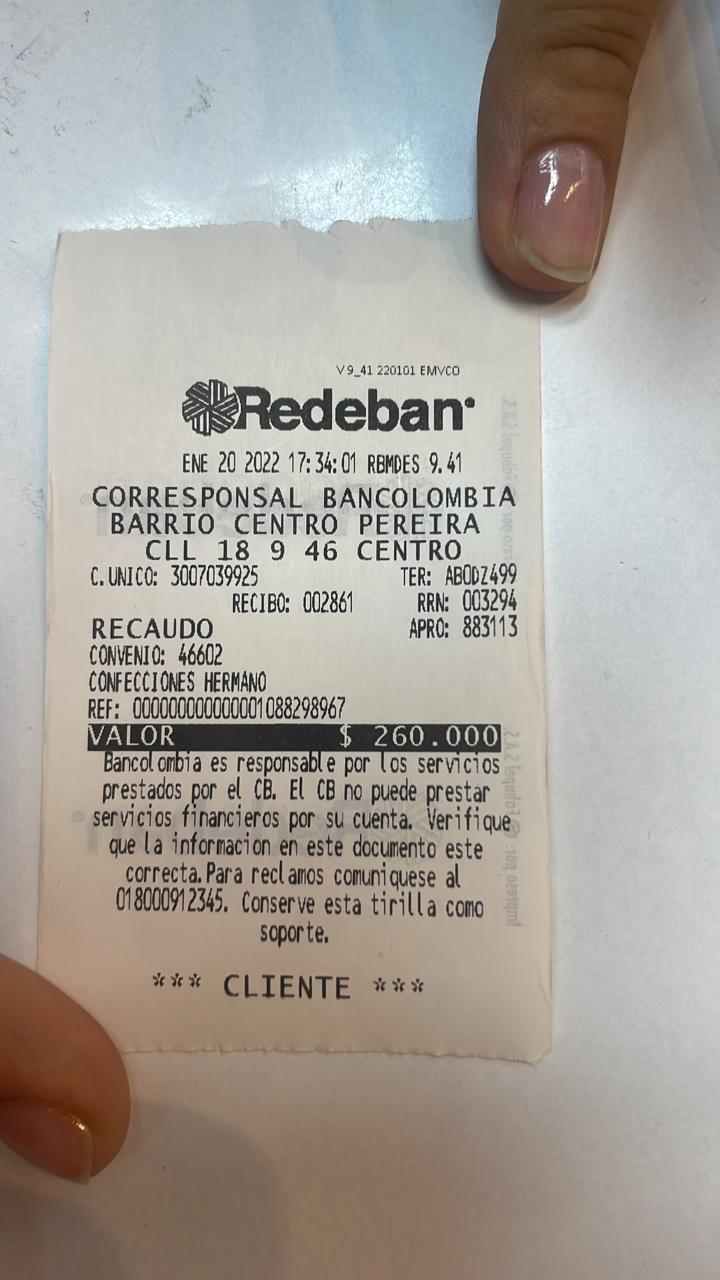 V9_41 220101 EMVCO
Redeban
ENE 20 2022 17:34:01 RBMDES 9.41
CORRESPONSAL BANCOLOMBIA
BARRIO CENTRO PEREIRA
CLL 18 9 46 CENTRO
C.UNICO: 3007039925 TER: ABODZ499
RECIBO: 002861 RRN: 003294
RECAUDO APRO: 883113
CONVENIO: 46602
CONFECCIONES HERMANO
REF: 00000000000001088298967
VALOR $ 260.000
Bancolombia es responsable por los servicios
prestados por el CB. El CB no puede prestar
servicios financieros por su cuenta. Verifique
que la informacion en este documento este
correcta.Para reclamos comuniquese al
018000912345. Conserve esta tirilla como
soporte.
*** CLIENTE ***